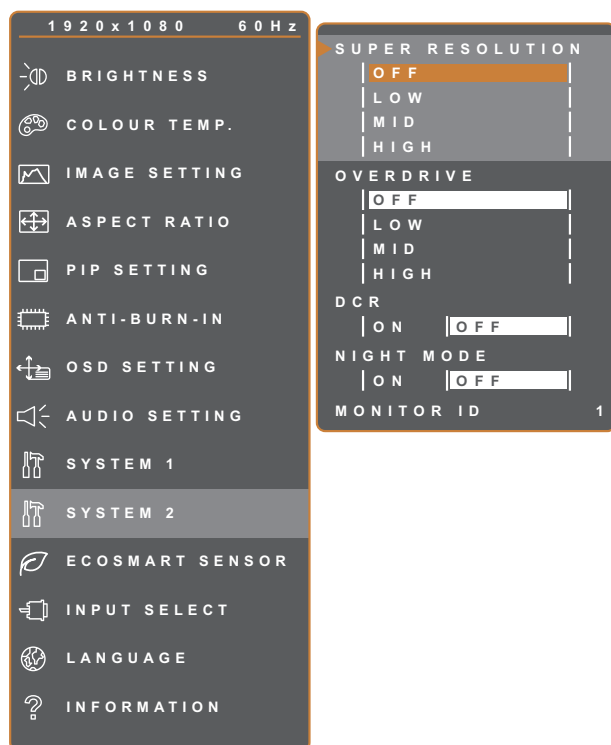 1920x1080 60Hz
BRIGHTNESS
COLOUR TEMP.
IMAGE SETTING
ASPECT RATIO
PIP SETTING
ANTI-BURN-IN
OSD SETTING
AUDIO SETTING
SYSTEM 1
SYSTEM 2
ECOSMART SENSOR
INPUT SELECT
LANGUAGE
INFORMATION
SUPER RESOLUTION
OFF
LOW
MID
HIGH
OVERDRIVE
OFF
LOW
MID
HIGH
DCR
ON OFF
NIGHT MODE
ON OFF
MONITOR ID 1